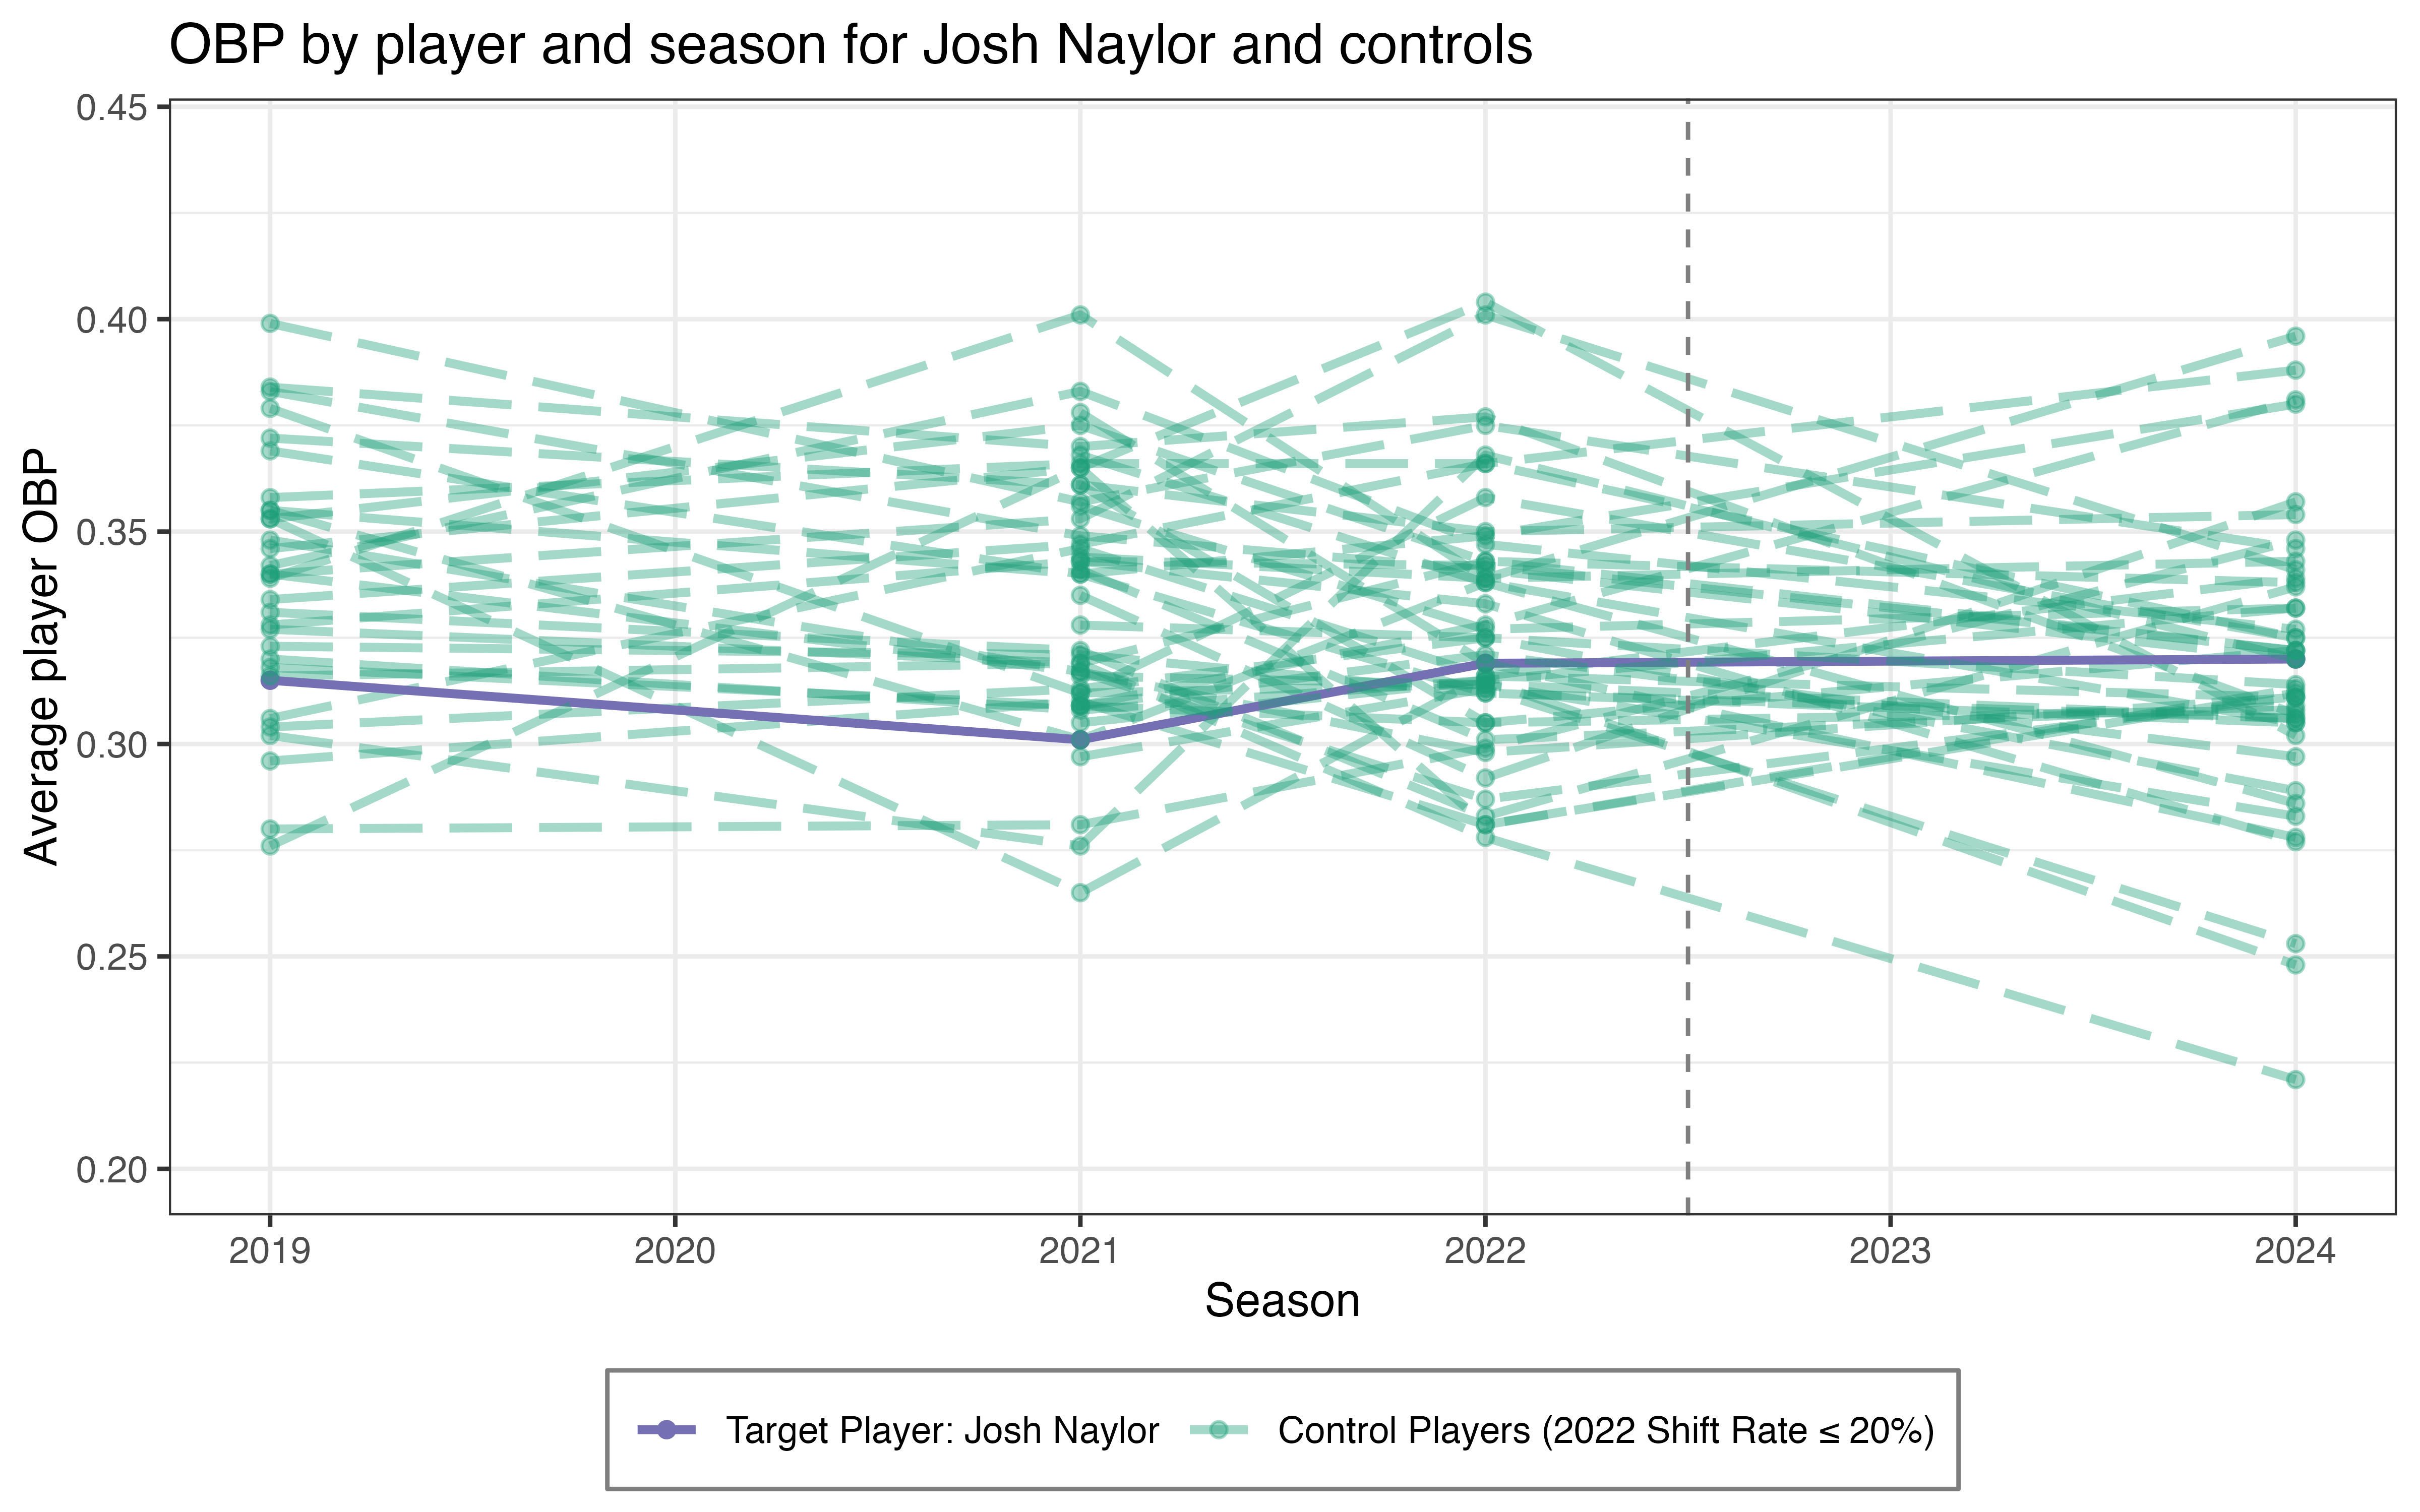 OBP by player and season for Josh Naylor and controls
Average player OBP
0.45
0.40
0.35
0.30
0.25
0.20
2019 2020 2021 2022 2023 2024
Season
Target Player: Josh Naylor Control Players (2022 Shift Rate ≤ 20%)